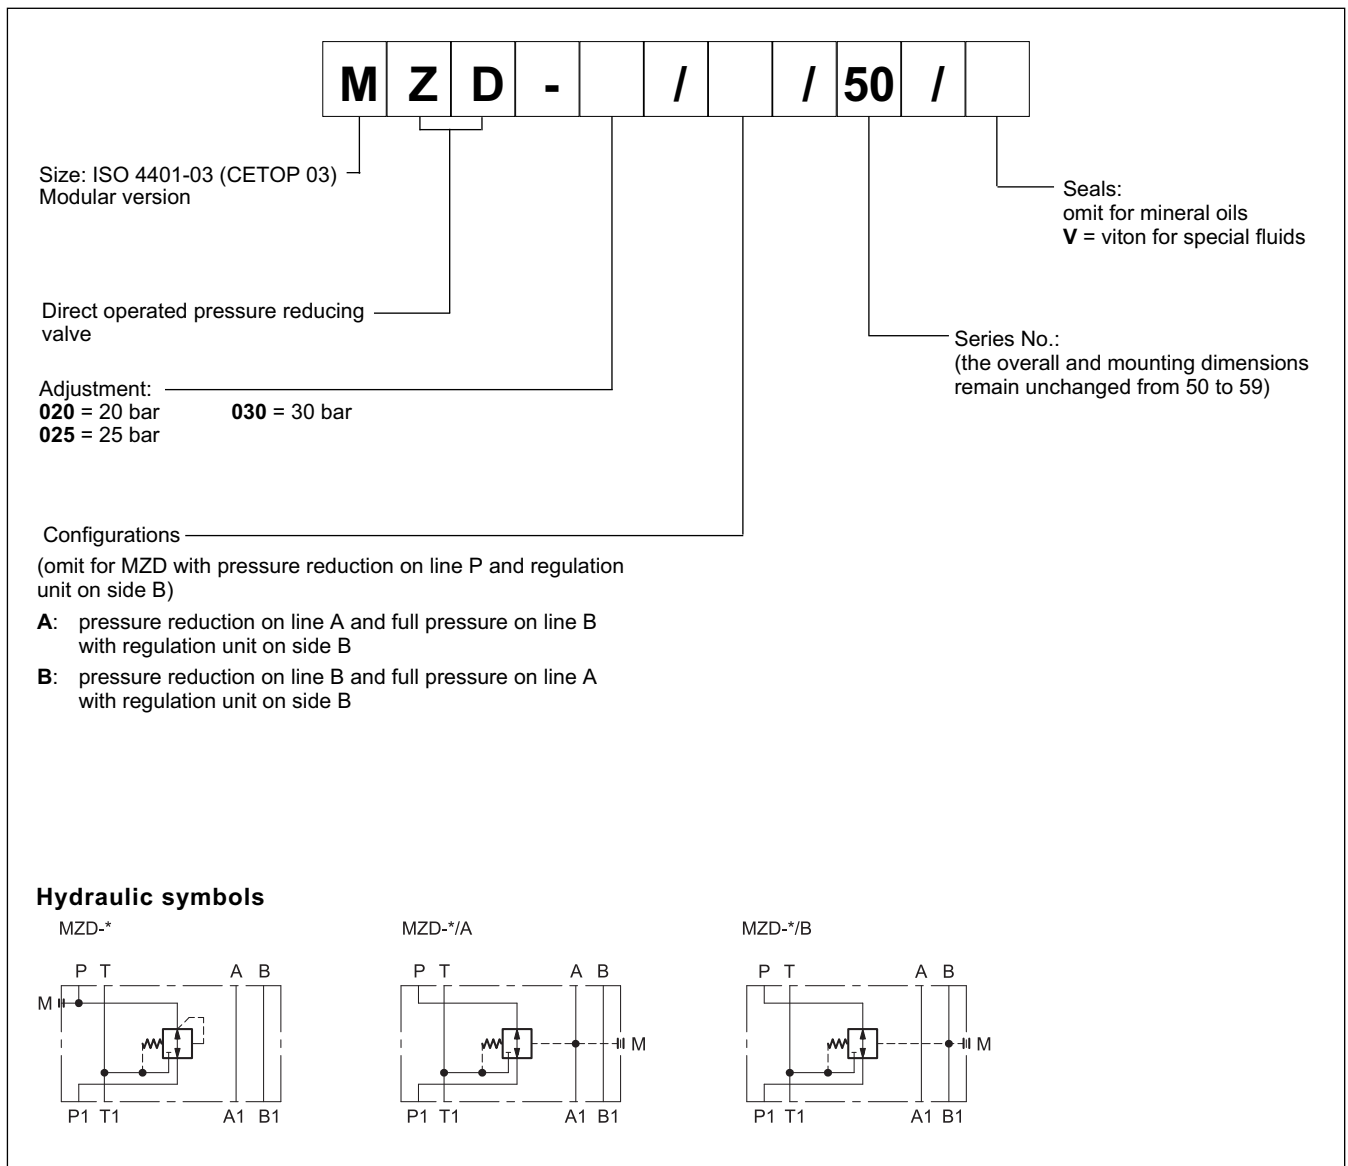 M Z D - / / 50 /
Size: ISO 4401-03 (CETOP 03)
Modular version
Seals:
omit for mineral oils
V = viton for special fluids
Direct operated pressure reducing
valve
Series No.:
(the overall and mounting dimensions
remain unchanged from 50 to 59)
Adjustment:
020 = 20 bar 030 = 30 bar
025 = 25 bar
Configurations
(omit for MZD with pressure reduction on line P and regulation
unit on side B)
A: pressure reduction on line A and full pressure on line B
with regulation unit on side B
B: pressure reduction on line B and full pressure on line A
with regulation unit on side B
Hydraulic symbols
MZD-*
P T A B
M
P1 T1 A1 B1
MZD-*/A
P T A B
M
P1 T1 A1 B1
MZD-*/B
P T A B
M
P1 T1 A1 B1